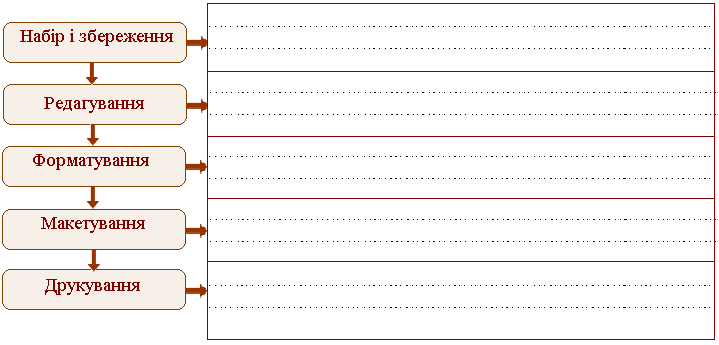 Набір і збереження
Редагування
Форматування
Макетування
Друкування